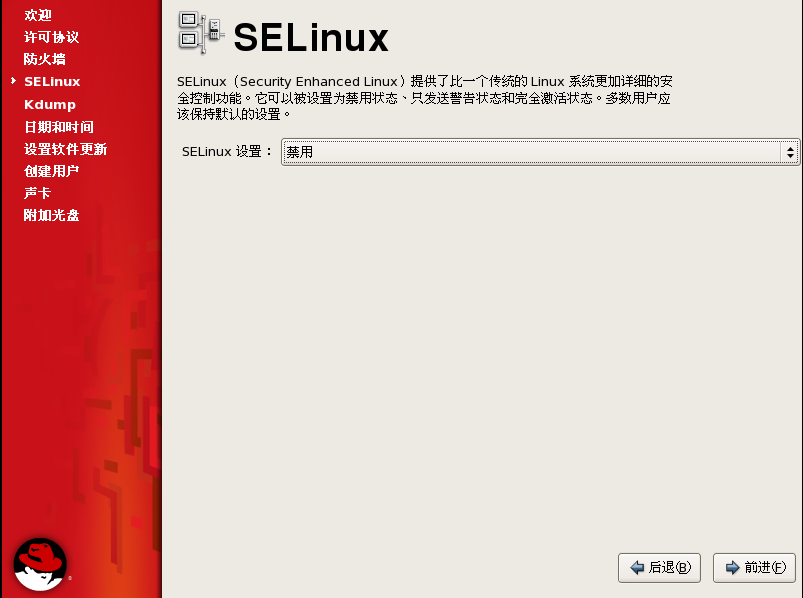 欢迎
许可协议
防火墙
SELinux
Kdump
日期和时间
设置软件更新
创建用户
声卡
附加光盘
SELinux
SELinux（Security Enhanced Linux）提供了比一个传统的 Linux 系统更加详细的安
全控制功能。它可以被设置为禁用状态、只发送警告状态和完全激活状态。多数用户应
该保持默认的设置。
SELinux 设置：
禁用
后退(B)
前进(F)